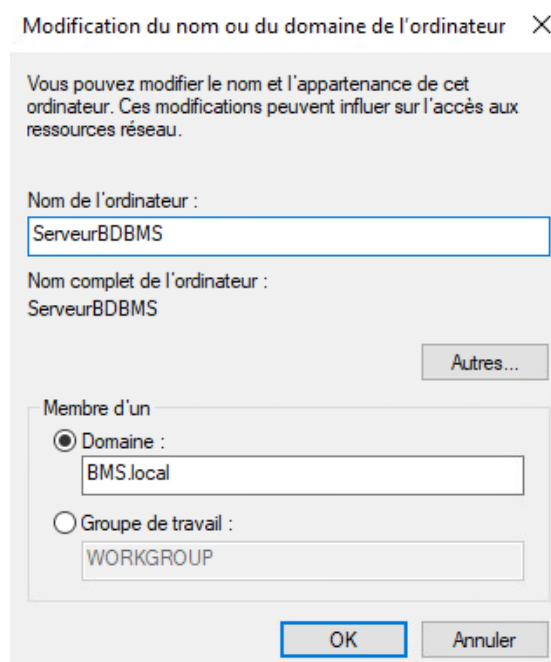 Modification du nom ou du domaine de l'ordinateur
Vous pouvez modifier le nom et l'appartenance de cet
ordinateur. Ces modifications peuvent influer sur l'accès aux
ressources réseau.
Nom de l'ordinateur :
ServeurBDBMS
Nom complet de l'ordinateur :
ServeurBDBMS
Autres...
Membre d'un
Domaine :
BMS.local
Groupe de travail :
WORKGROUP
OK
Annuler